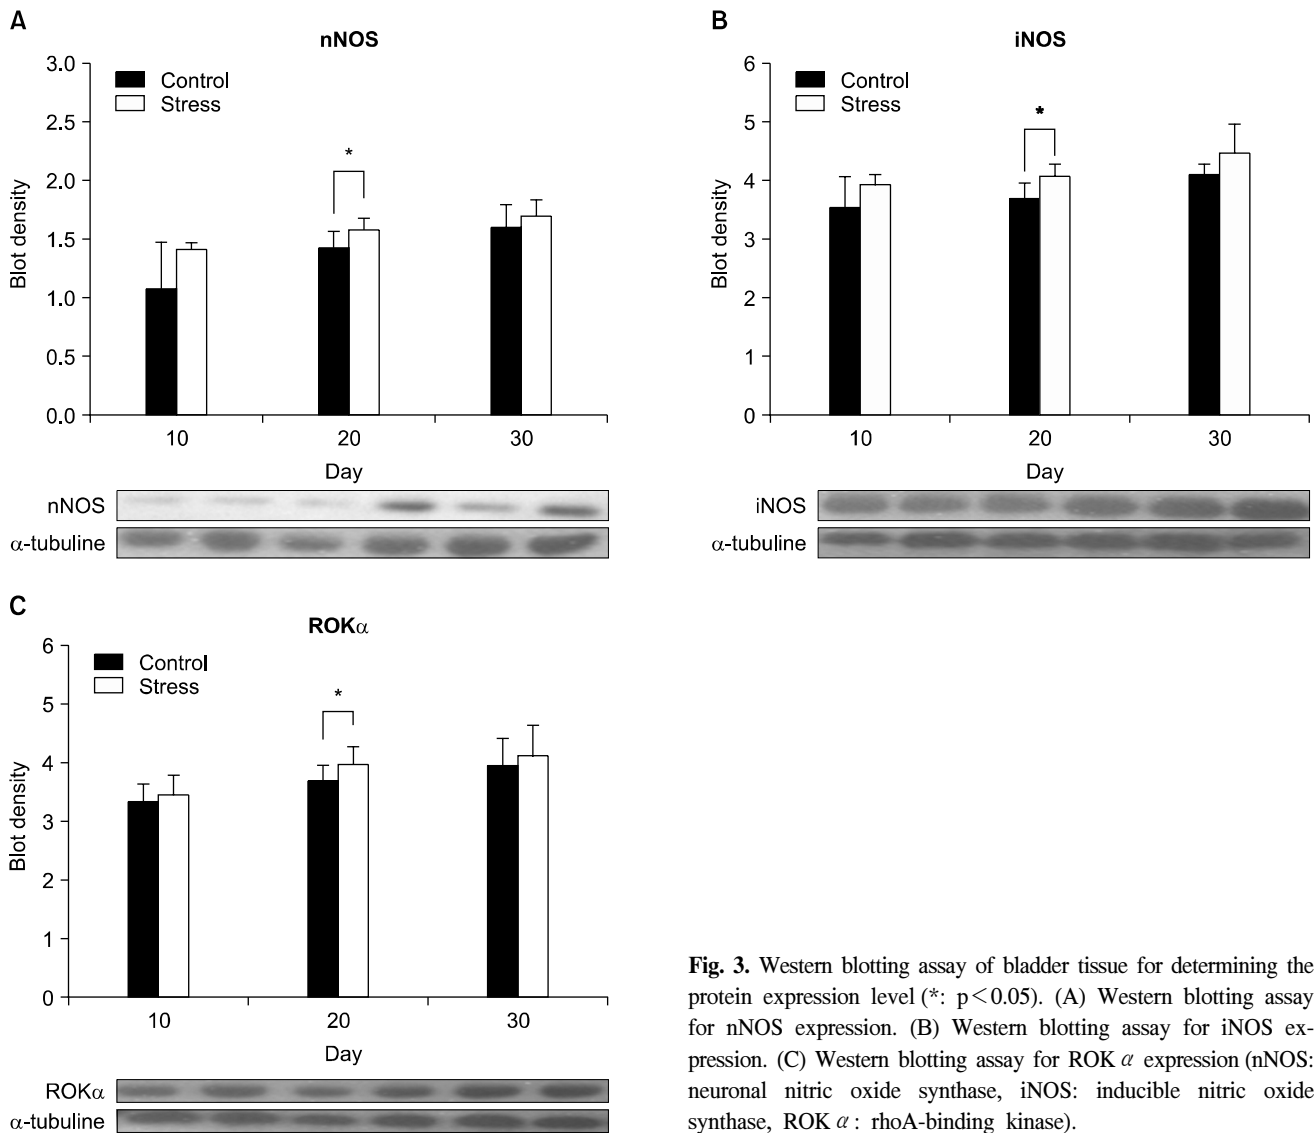 A
nNOS
3.0
2.5
2.0
1.5
1.0
0.5
0.0
Blot density
Control
Stress
*
10 20 30
Day
nNOS
α-tubuline
B
iNOS
6
5
4
3
2
1
0
Blot density
Control
Stress
*
10 20 30
Day
iNOS
α-tubuline
C
ROKα
6
5
4
3
2
1
0
Blot density
Control
Stress
*
10 20 30
Day
ROKα
α-tubuline
Fig. 3. Western blotting assay of bladder tissue for determining the
protein expression level (*: p<0.05). (A) Western blotting assay
for nNOS expression. (B) Western blotting assay for iNOS ex-
pression. (C) Western blotting assay for ROK α expression (nNOS:
neuronal nitric oxide synthase, iNOS: inducible nitric oxide
synthase, ROK α: rhoA-binding kinase).